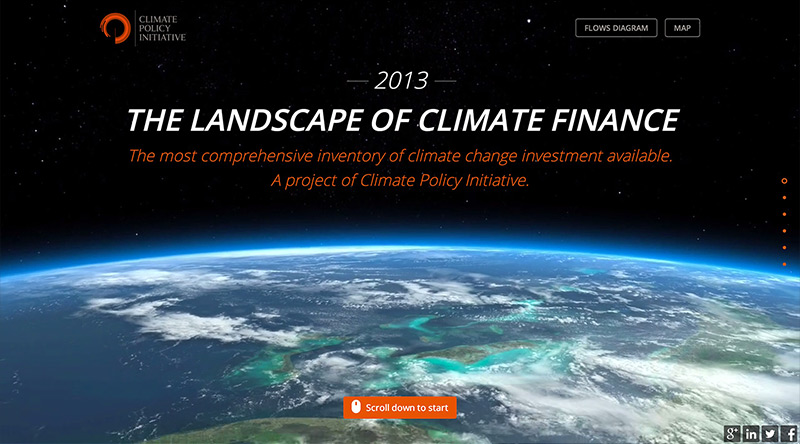 CLIMATE
POLICY
INITIATIVE
FLOWS DIAGRAM
MAP
2013
THE LANDSCAPE OF CLIMATE FINANCE
The most comprehensive inventory of climate change investment available.
A project of Climate Policy Initiative.
Scroll down to start
g+ in f